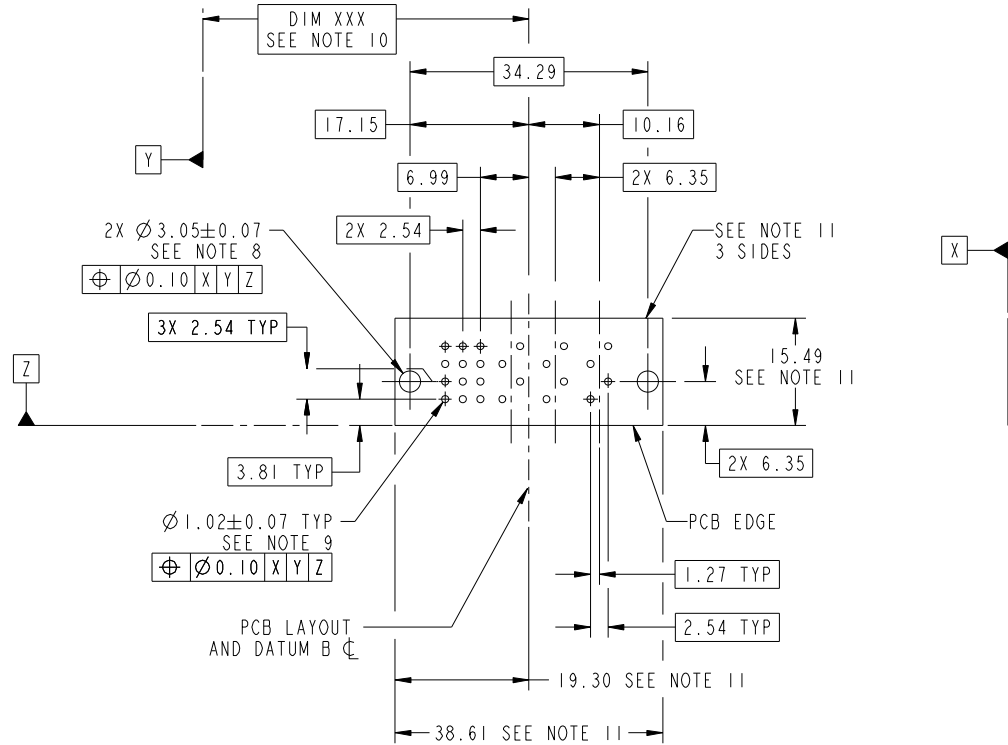 DIM XXX
SEE NOTE 10
34.29
17.15
10.16
Y
6.99
2X 6.35
2X Ø3.05±0.07
SEE NOTE 8
⌖ Ø0.10 X Y Z
2X 2.54
SEE NOTE 11
3 SIDES
X
3X 2.54 TYP
Z
15.49
SEE NOTE 11
3.81 TYP
2X 6.35
Ø1.02±0.07 TYP
SEE NOTE 9
⌖ Ø0.10 X Y Z
PCB EDGE
1.27 TYP
PCB LAYOUT
AND DATUM B ℄
2.54 TYP
19.30 SEE NOTE 11
38.61 SEE NOTE 11